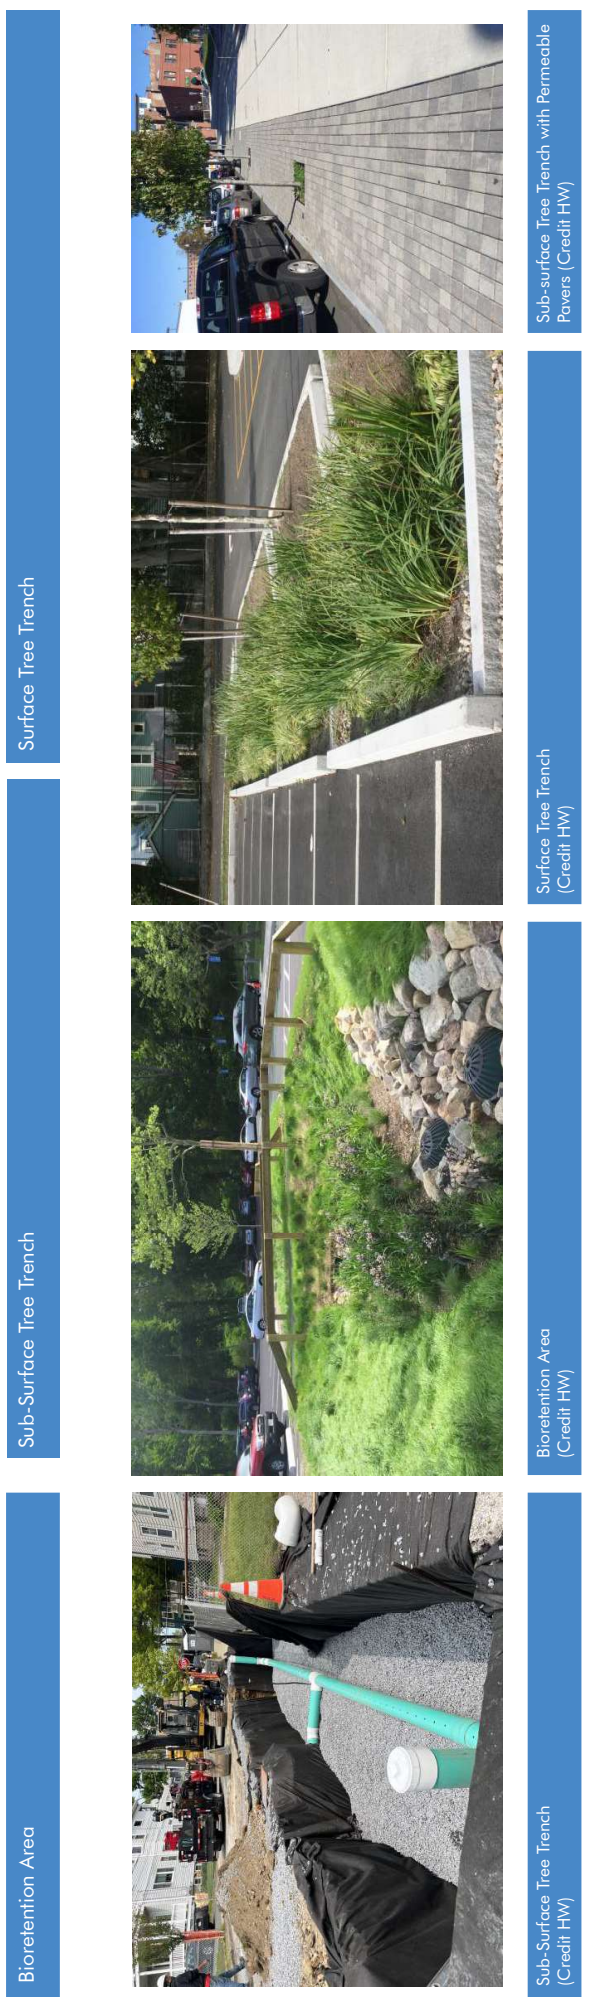 Bioretention Area
Sub-Surface Tree Trench
Surface Tree Trench
Sub-Surface Tree Trench
(Credit HW)
Bioretention Area
(Credit HW)
Surface Tree Trench
(Credit HW)
Sub-surface Tree Trench with Permeable
Pavers (Credit HW)